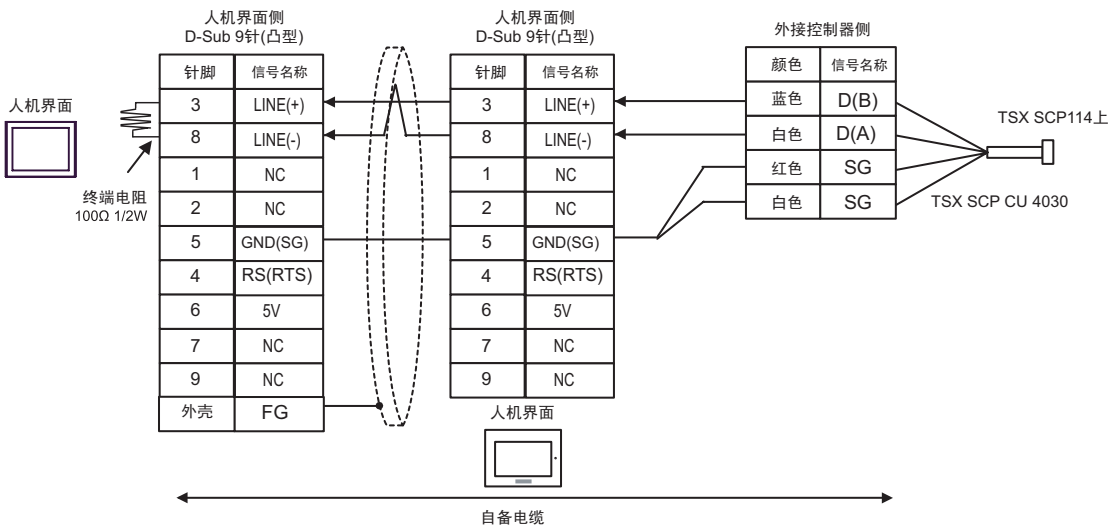 人机界面侧
D-Sub 9针(凸型)
人机界面侧
D-Sub 9针(凸型)
外接控制器侧
人机界面
针脚 信号名称
3 LINE(+)
8 LINE(-)
1 NC
2 NC
5 GND(SG)
4 RS(RTS)
6 5V
7 NC
9 NC
外壳 FG
终端电阻
100Ω 1/2W
针脚 信号名称
3 LINE(+)
8 LINE(-)
1 NC
2 NC
5 GND(SG)
4 RS(RTS)
6 5V
7 NC
9 NC
人机界面
颜色 信号名称
蓝色 D(B)
白色 D(A)
红色 SG
白色 SG
TSX SCP114上
TSX SCP CU 4030
自备电缆